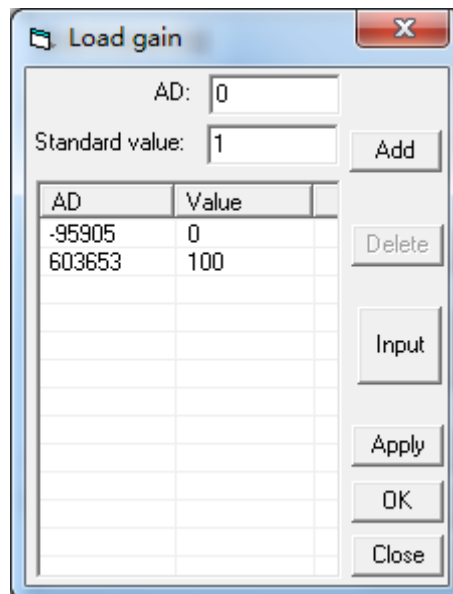 Load gain
AD: 0
Standard value: 1
Add
AD Value
-95905 0
603653 100
Delete
Input
Apply
OK
Close